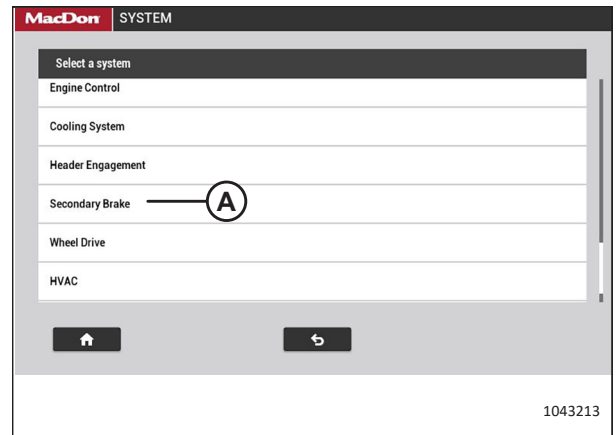 MacDon SYSTEM
Select a system
Engine Control
Cooling System
Header Engagement
Secondary Brake A
Wheel Drive
HVAC
1043213